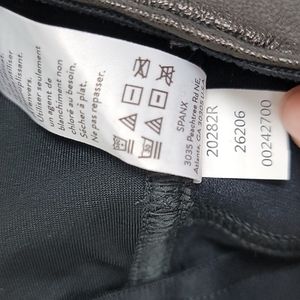 Utiliser seulement
un agent de
blanchiment non
chloré au besoin.
Sécher à plat.
Ne pas repasser.
SPANX
3035 Peachtree Rd NE
Atlanta, GA 30305 U.S.A.
20282R
26206
00242700